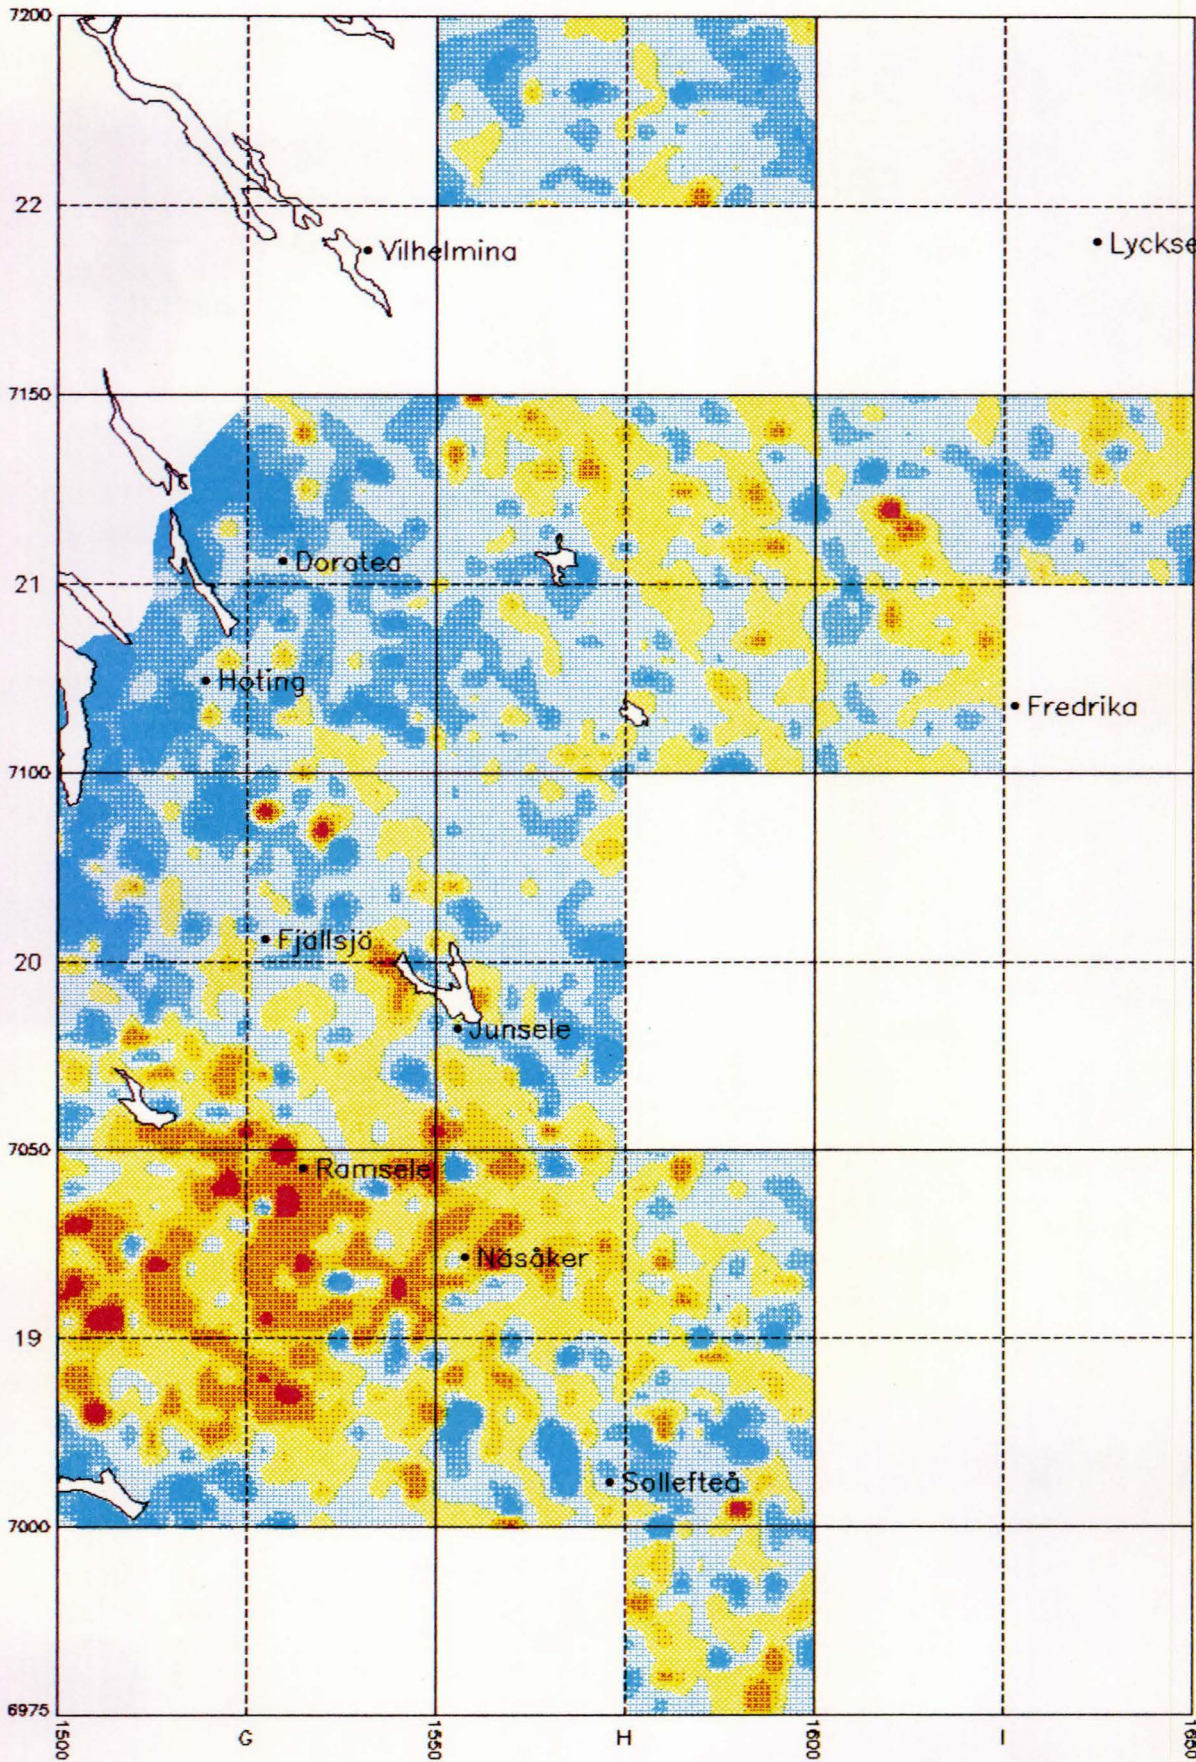 7200
22
Vilhelmina
Lyckse
7150
Dorotea
21
Hoting
Fredrika
7100
Fjällsjö
20
Junsele
7050
Ramsele
Näsåker
19
Sollefteå
7000
6975
1500
G
1550
H
1600
I